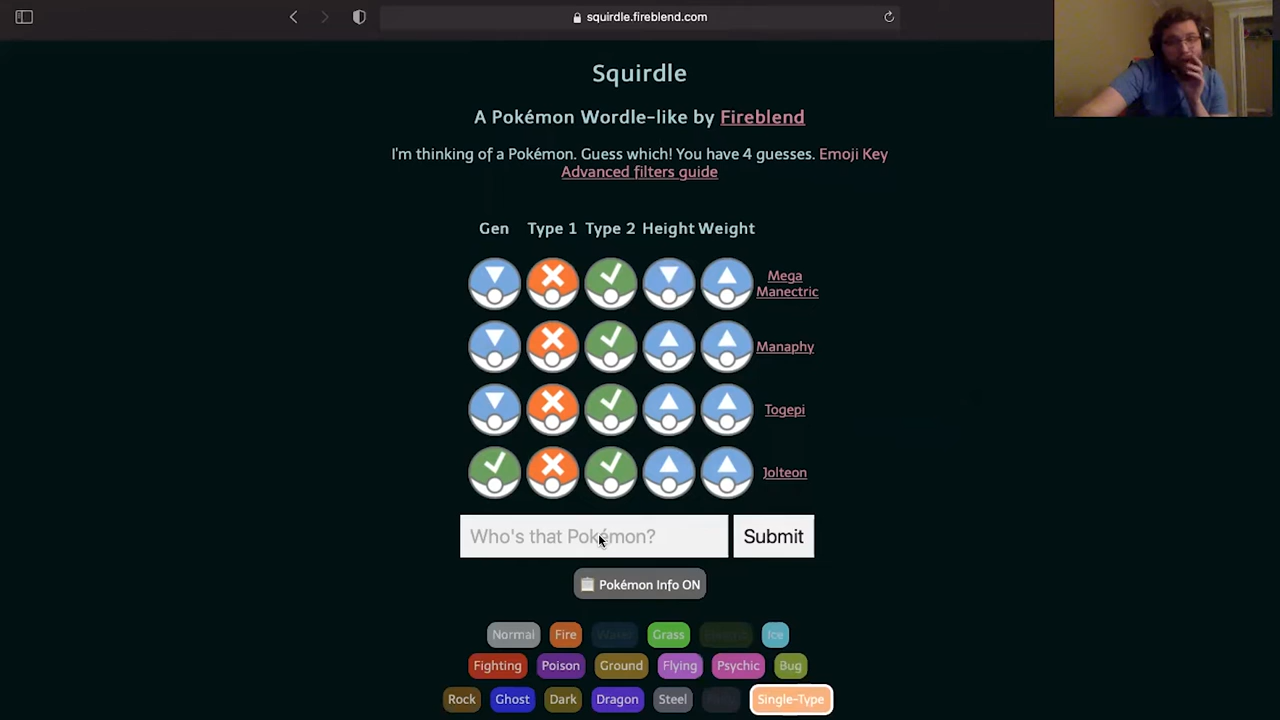 squirdle.fireblend.com
Squirdle
A Pokémon Wordle-like by Fireblend
I'm thinking of a Pokémon. Guess which! You have 4 guesses. Emoji Key
Advanced filters guide
Gen Type 1 Type 2 Height Weight
Mega
Manectric
Manaphy
Togepi
Jolteon
Who's that Pokémon? Submit
Pokémon Info ON
Normal Fire Water Grass Electric Ice
Fighting Poison Ground Flying Psychic Bug
Rock Ghost Dark Dragon Steel Single-Type